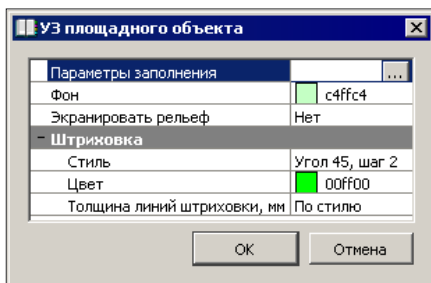 УЗ площадного объекта
Параметры заполнения ...
Фон c4ffc4
Экранировать рельеф Нет
- Штриховка
Стиль Угол 45, шаг 2
Цвет 00ff00
Толщина линий штриховки, мм По стилю
OK Отмена